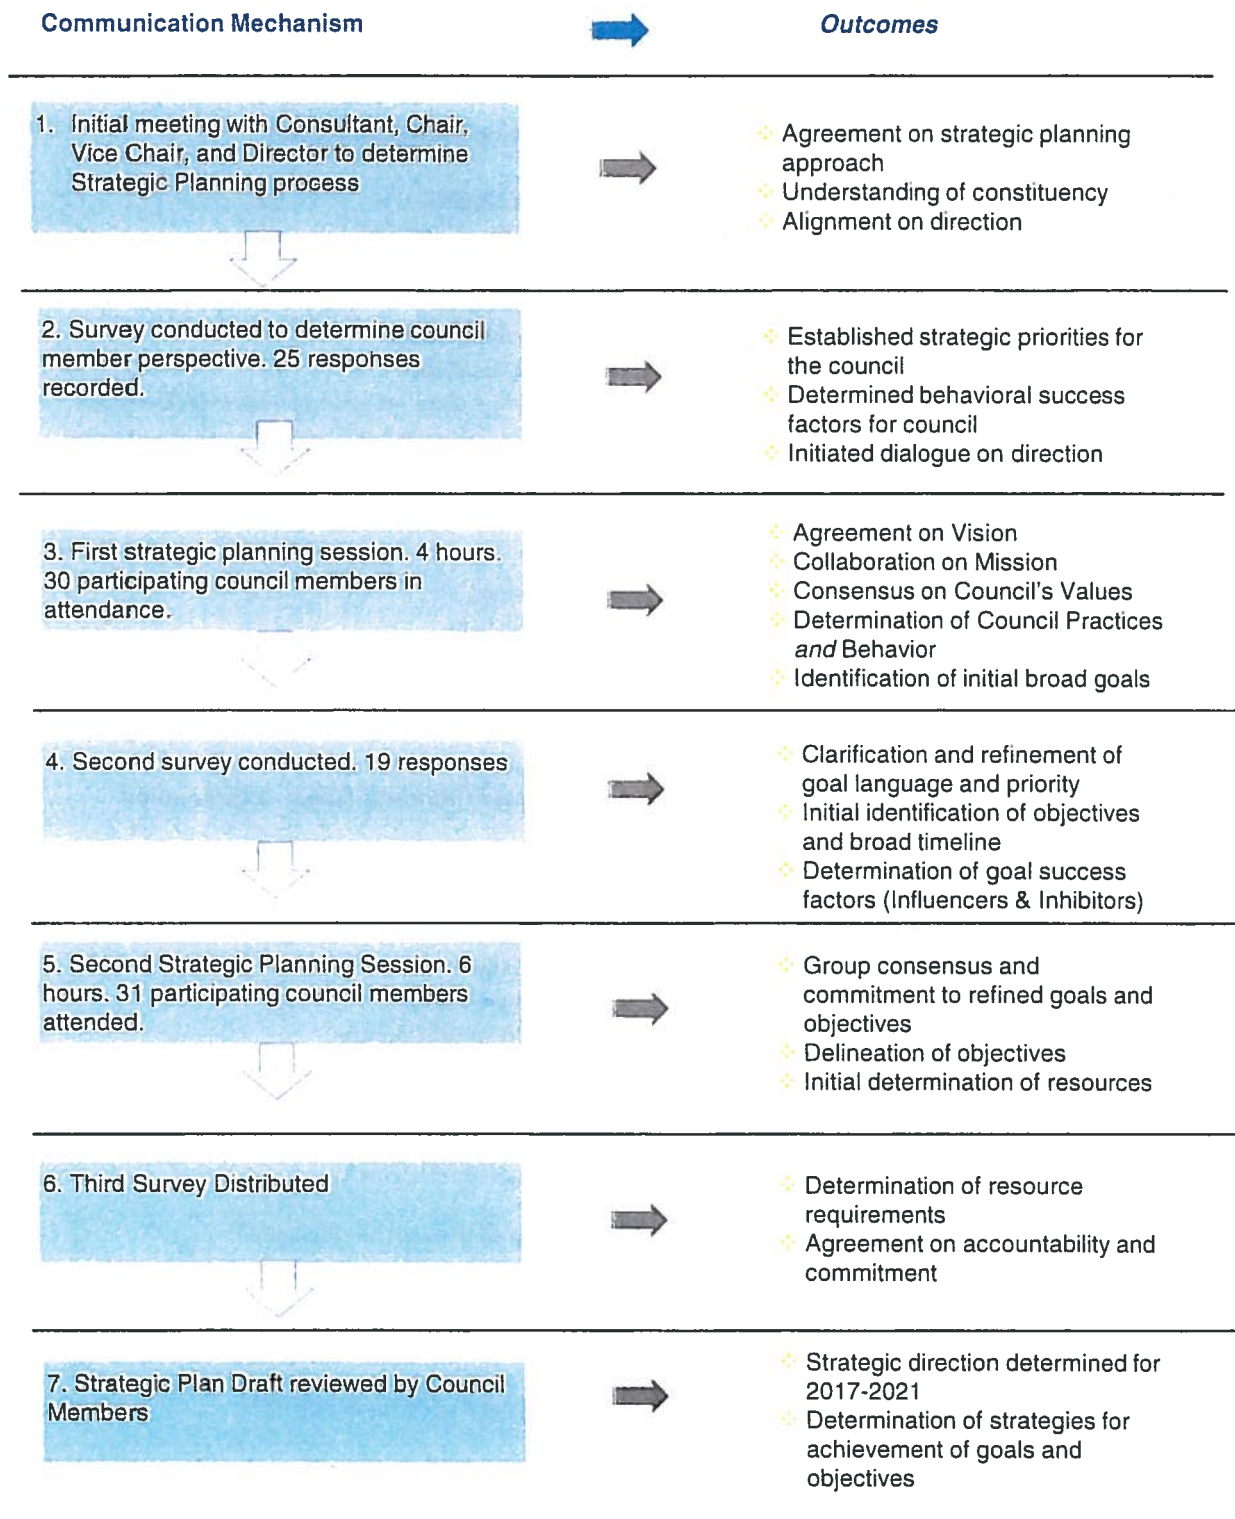 Communication Mechanism
Outcomes
1. Initial meeting with Consultant, Chair,
Vice Chair, and Director to determine
Strategic Planning process
Agreement on strategic planning
approach
Understanding of constituency
Alignment on direction
2. Survey conducted to determine council
member perspective. 25 responses
recorded.
Established strategic priorities for
the council
Determined behavioral success
factors for council
Initiated dialogue on direction
3. First strategic planning session. 4 hours.
30 participating council members in
attendance.
Agreement on Vision
Collaboration on Mission
Consensus on Council's Values
Determination of Council Practices
and Behavior
Identification of initial broad goals
4. Second survey conducted. 19 responses
Clarification and refinement of
goal language and priority
Initial identification of objectives
and broad timeline
Determination of goal success
factors (Influencers & Inhibitors)
5. Second Strategic Planning Session. 6
hours. 31 participating council members
attended.
Group consensus and
commitment to refined goals and
objectives
Delineation of objectives
Initial determination of resources
6. Third Survey Distributed
Determination of resource
requirements
Agreement on accountability and
commitment
7. Strategic Plan Draft reviewed by Council
Members
Strategic direction determined for
2017-2021
Determination of strategies for
achievement of goals and
objectives